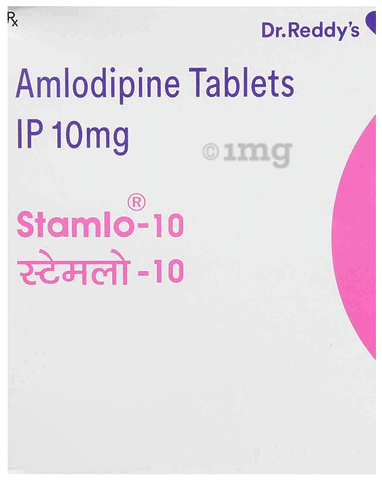 Rx
Dr.Reddy's
Amlodipine Tablets
IP 10mg
© 1mg
Stamlo®-10
स्टेमलो -10